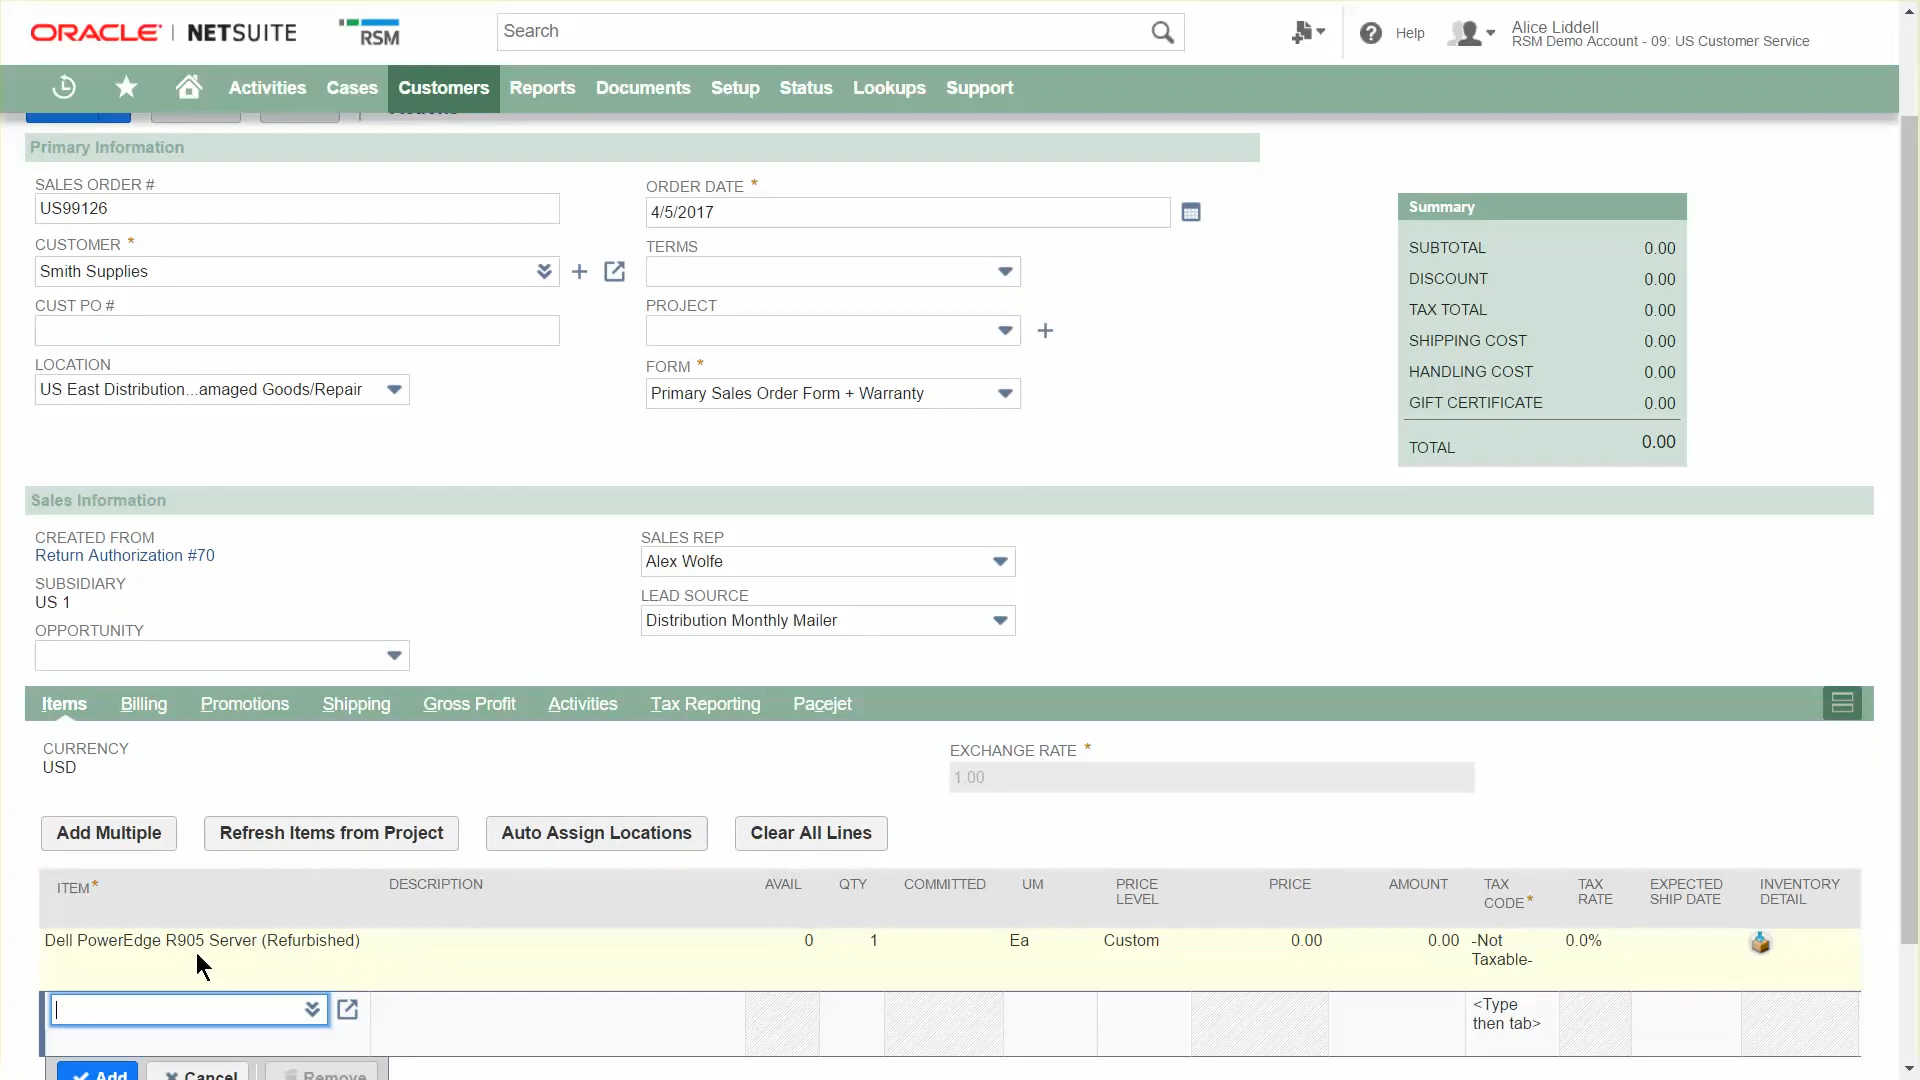 ORACLE | NETSUITE RSM
Search
Help
Alice Liddell
RSM Demo Account - 09: US Customer Service
Activities Cases Customers Reports Documents Setup Status Lookups Support
Primary Information
SALES ORDER #
US99126
CUSTOMER *
Smith Supplies
CUST PO #
LOCATION
US East Distribution...amaged Goods/Repair
ORDER DATE *
4/5/2017
TERMS
PROJECT
FORM *
Primary Sales Order Form + Warranty
Summary
SUBTOTAL 0.00
DISCOUNT 0.00
TAX TOTAL 0.00
SHIPPING COST 0.00
HANDLING COST 0.00
GIFT CERTIFICATE 0.00
TOTAL 0.00
Sales Information
CREATED FROM
Return Authorization #70
SUBSIDIARY
US 1
OPPORTUNITY
SALES REP
Alex Wolfe
LEAD SOURCE
Distribution Monthly Mailer
Items Billing Promotions Shipping Gross Profit Activities Tax Reporting Pacejet
CURRENCY
USD
EXCHANGE RATE *
1.00
Add Multiple Refresh Items from Project Auto Assign Locations Clear All Lines
ITEM * DESCRIPTION AVAIL QTY COMMITTED UM PRICE LEVEL PRICE AMOUNT TAX CODE * TAX RATE EXPECTED SHIP DATE INVENTORY DETAIL
Dell PowerEdge R905 Server (Refurbished) 0 1 Ea Custom 0.00 0.00 -Not Taxable- 0.0%
<Type
then tab>
Add Cancel Remove